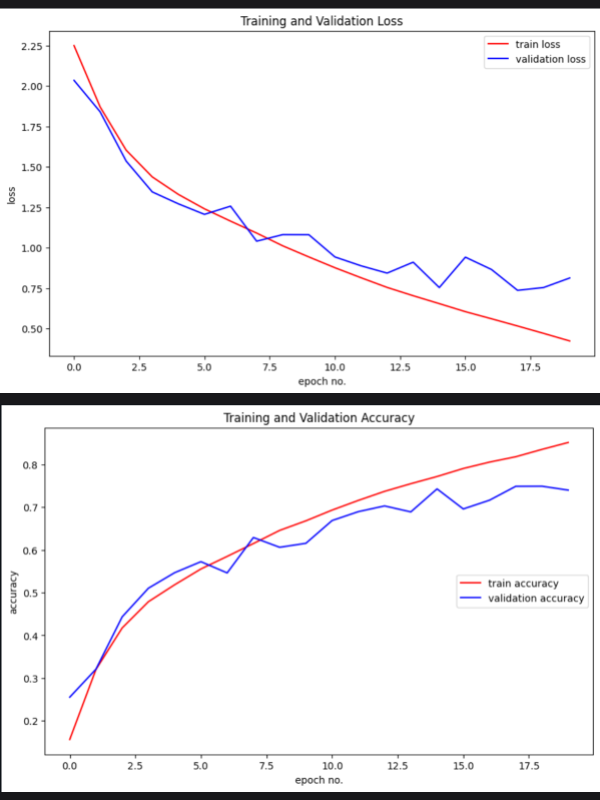 Training and Validation Loss
train loss
validation loss
2.25
2.00
1.75
1.50
1.25
1.00
0.75
0.50
loss
0.0 2.5 5.0 7.5 10.0 12.5 15.0 17.5
epoch no.
Training and Validation Accuracy
0.8
0.7
0.6
0.5
0.4
0.3
0.2
accuracy
train accuracy
validation accuracy
0.0 2.5 5.0 7.5 10.0 12.5 15.0 17.5
epoch no.